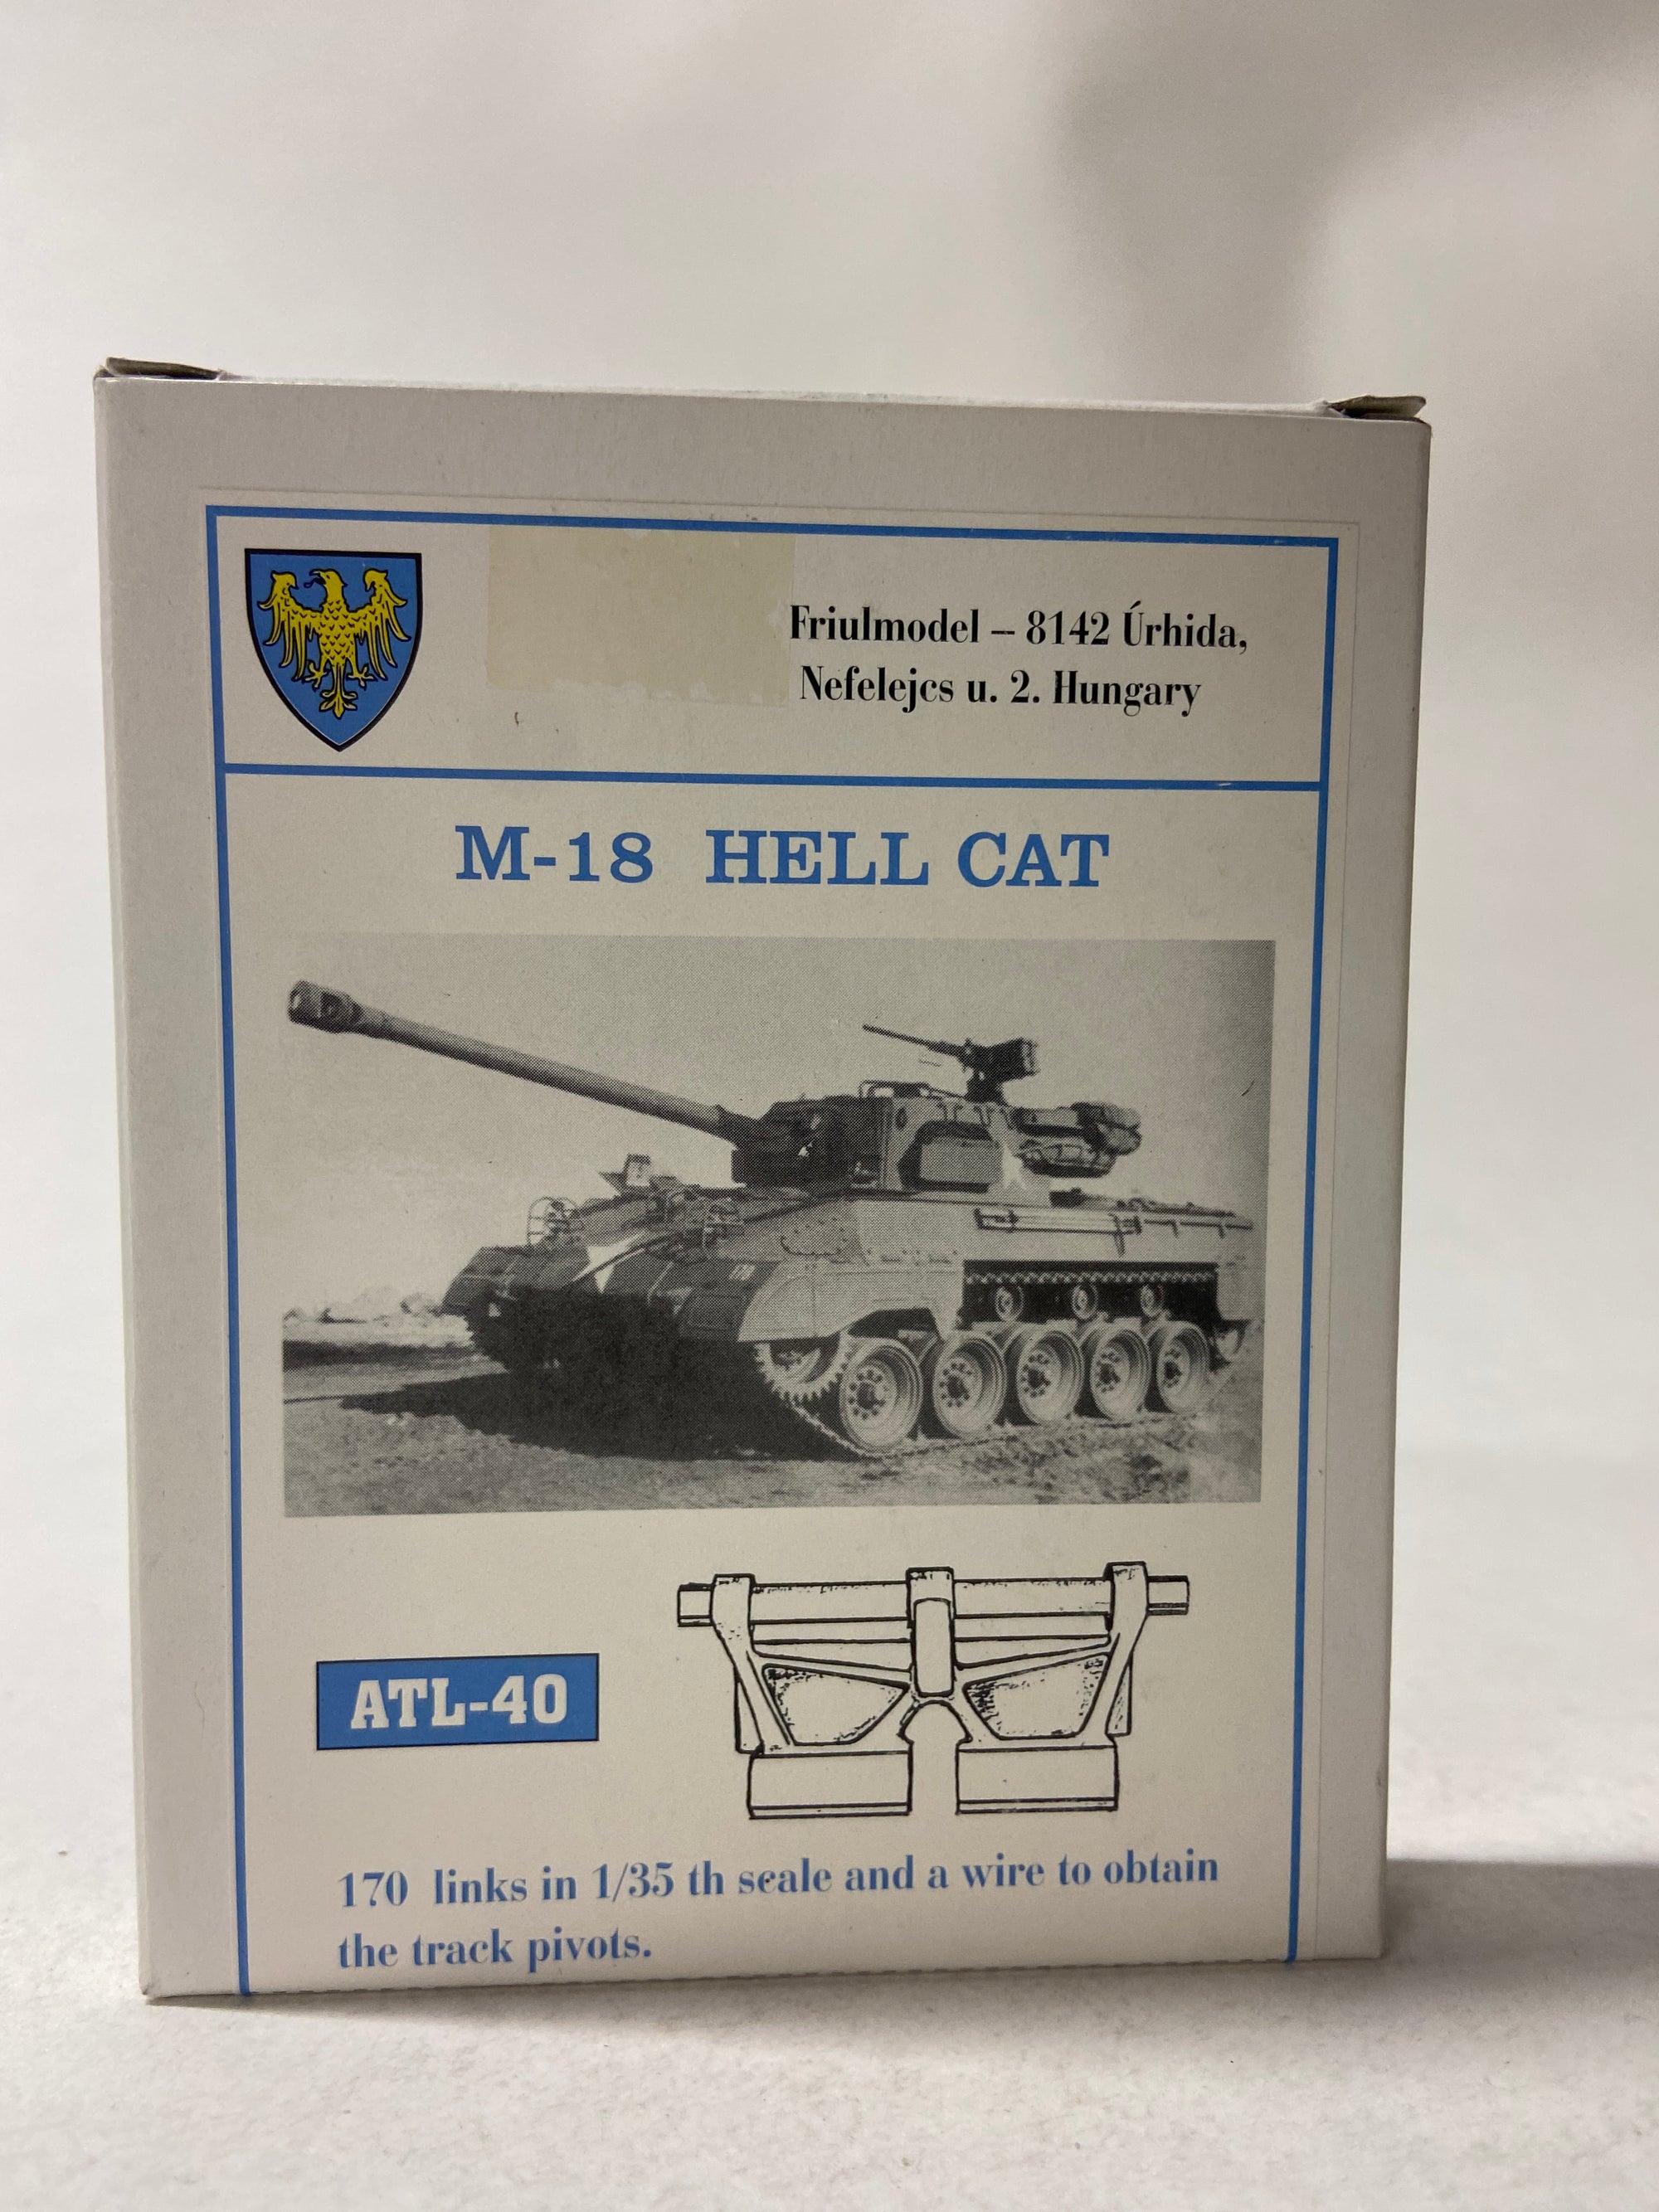 Friulmodel – 8142 Úrhida,
Nefelejcs u. 2. Hungary
M-18 HELL CAT
ATL-40
170 links in 1/35 th scale and a wire to obtain
the track pivots.